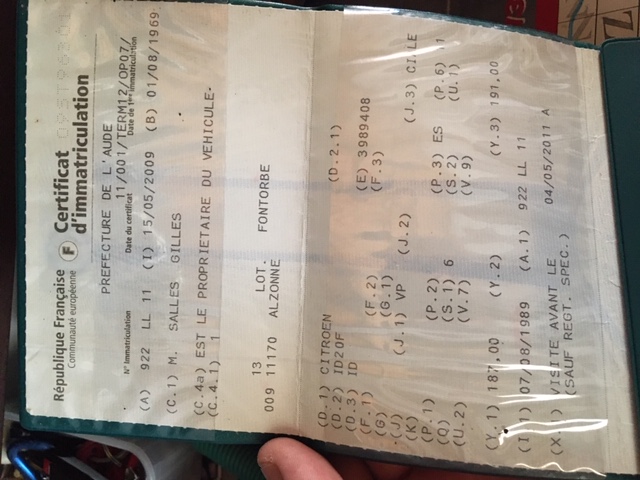 République Française
Communauté européenne
F
Certificat
d'immatriculation
PREFECTURE DE L'AUDE
11/001/TERM12/OP07/
N° Immatriculation
Date du certificat
Date de 1ère immatriculation
(A) 922 LL 11 (I) 15/05/2009 (B) 01/08/1969
(C.1) M. SALLES GILLES
(C.4a) EST LE PROPRIETAIRE DU VEHICULE-
(C.4.1) 1
13 LOT. FONTORBE
009 11170 ALZONNE
(D.1) CITROEN
(D.2) ID20F (D.2.1)
(D.3) ID (E) 3989408
(F.1) (F.2) (F.3)
(G) (G.1)
(J) (J.1) VP (J.2) (J.3) CI LE
(K)
(P.1) (P.2) (P.3) ES (P.6) 11
(Q) (S.1) 6 (S.2) (U.1)
(U.2) (V.7) (V.9)
(Y.1) 187,00 (Y.2) (Y.3) 191,00
(I.1) 07/08/1989 (A.1) 922 LL 11
(X.1) VISITE AVANT LE 04/05/2011 A
(SAUF REGT. SPEC.)